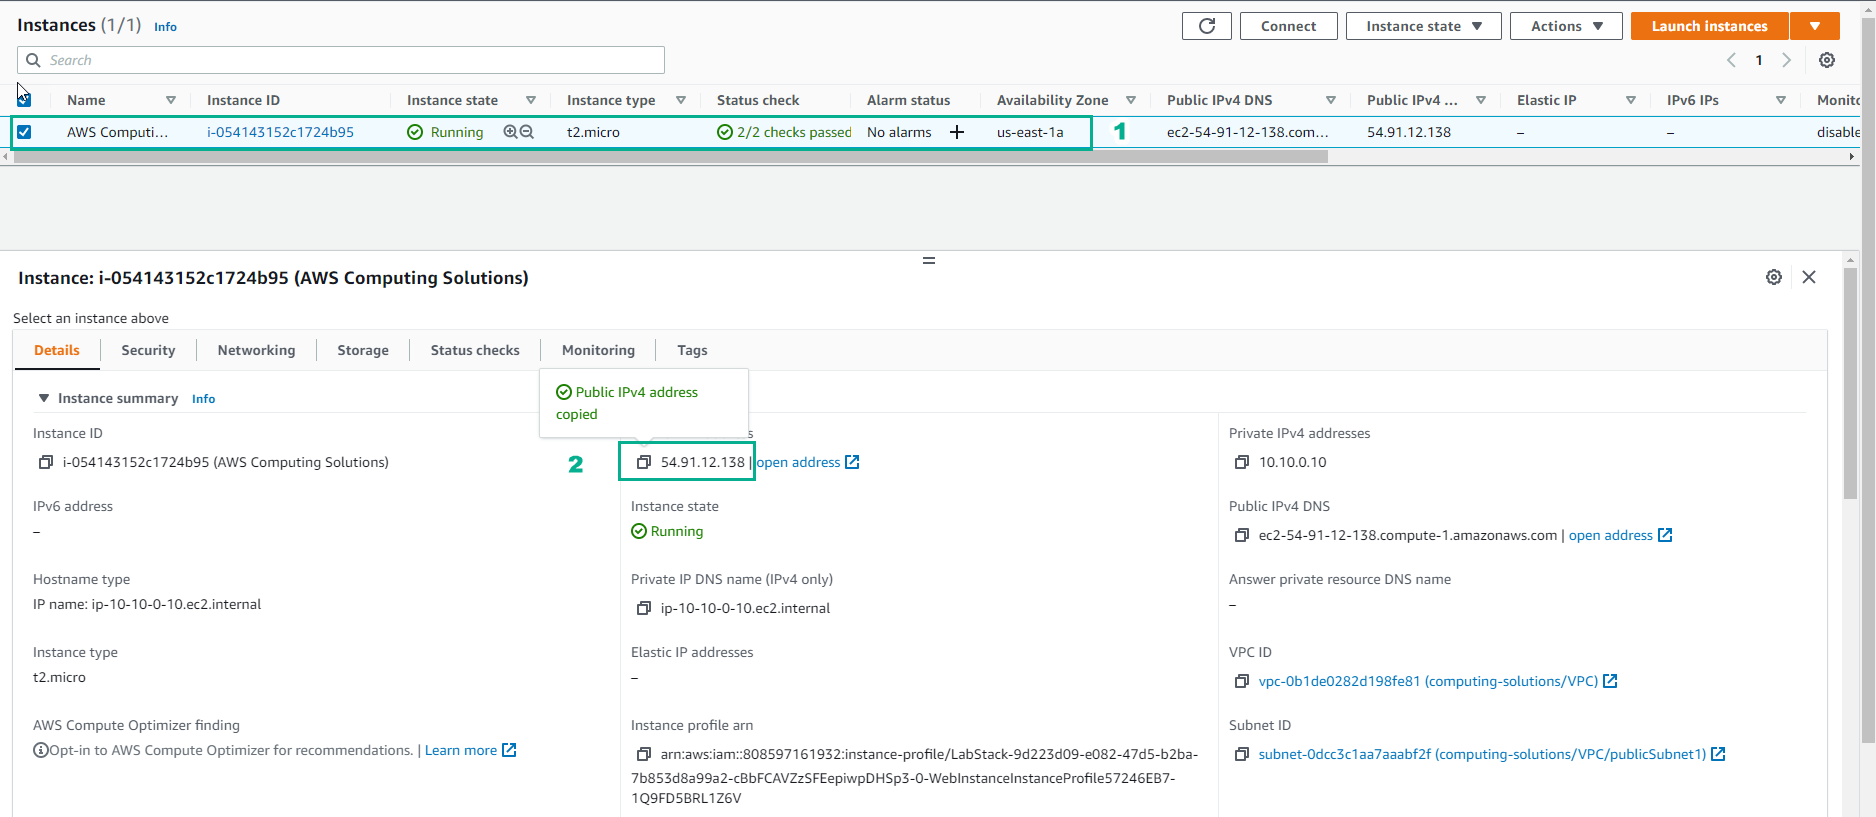 Instances (1/1) Info
Connect Instance state Actions Launch instances
Search
1
Name Instance ID Instance state Instance type Status check Alarm status Availability Zone Public IPv4 DNS Public IPv4 ... Elastic IP IPv6 IPs Monito
AWS Computi... i-054143152c1724b95 Running t2.micro 2/2 checks passed No alarms + us-east-1a 1 ec2-54-91-12-138.com... 54.91.12.138 – – disable
Instance: i-054143152c1724b95 (AWS Computing Solutions)
Select an instance above
Details Security Networking Storage Status checks Monitoring Tags
Public IPv4 address
copied
Instance summary Info
Instance ID
i-054143152c1724b95 (AWS Computing Solutions)
IPv6 address
–
Hostname type
IP name: ip-10-10-0-10.ec2.internal
Instance type
t2.micro
AWS Compute Optimizer finding
Opt-in to AWS Compute Optimizer for recommendations. | Learn more
2
54.91.12.138 | open address
Instance state
Running
Private IP DNS name (IPv4 only)
ip-10-10-0-10.ec2.internal
Elastic IP addresses
–
Instance profile arn
arn:aws:iam::808597161932:instance-profile/LabStack-9d223d09-e082-47d5-b2ba-
7b853d8a99a2-cBbFCAVZzSFEepiwpDHSp3-0-WebInstanceInstanceProfile57246EB7-
1Q9FD5BRL1Z6V
Private IPv4 addresses
10.10.0.10
Public IPv4 DNS
ec2-54-91-12-138.compute-1.amazonaws.com | open address
Answer private resource DNS name
–
VPC ID
vpc-0b1de0282d198fe81 (computing-solutions/VPC)
Subnet ID
subnet-0dcc3c1aa7aaabf2f (computing-solutions/VPC/publicSubnet1)